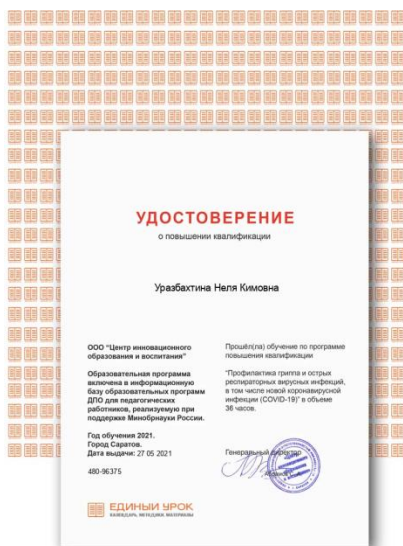 УДОСТОВЕРЕНИЕ
о повышении квалификации
Уразбахтина Неля Кимовна
ООО "Центр инновационного
образования и воспитания"
Образовательная программа
включена в информационную
базу образовательных программ
ДПО для педагогических
работников, реализуемую при
поддержке Минобрнауки России.
Год обучения 2021.
Город Саратов.
Дата выдачи: 27 05 2021
480-96375
Прошёл(ла) обучение по программе
повышения квалификации
"Профилактика гриппа и острых
респираторных вирусных инфекций,
в том числе новой коронавирусной
инфекции (COVID-19)" в объеме
36 часов.
Генеральный директор
ЕДИНЫЙ УРОК
КАЛЕНДАРЬ МЕТОДИКИ МАТЕРИАЛЫ